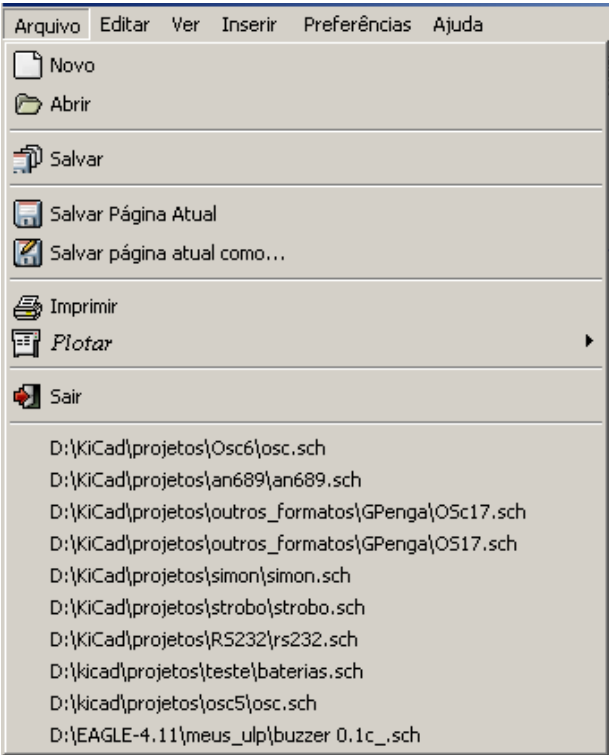 Arquivo Editar Ver Inserir Preferências Ajuda
Novo
Abrir
Salvar
Salvar Página Atual
Salvar página atual como...
Imprimir
Plotar
Sair
D:\KiCad\projetos\Osc6\osc.sch
D:\KiCad\projetos\an689\an689.sch
D:\KiCad\projetos\outros_formatos\GPenga\OSc17.sch
D:\KiCad\projetos\outros_formatos\GPenga\OS17.sch
D:\KiCad\projetos\simon\simon.sch
D:\KiCad\projetos\strobo\strobo.sch
D:\KiCad\projetos\RS232\rs232.sch
D:\kicad\projetos\teste\baterias.sch
D:\kicad\projetos\osc5\osc.sch
D:\EAGLE-4.11\meus_ulp\buzzer 0.1c_.sch